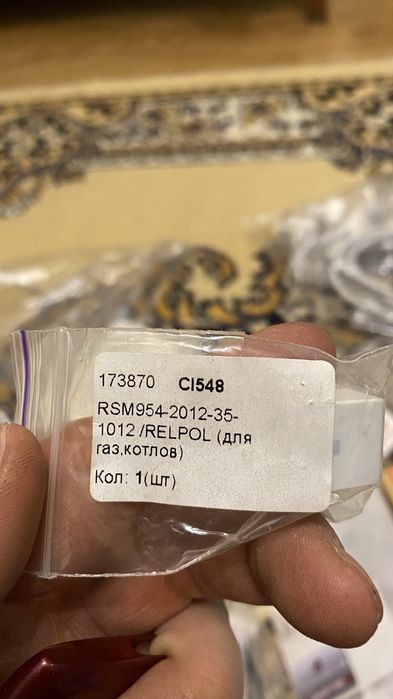 173870 CI548
RSM954-2012-35-
1012 /RELPOL (для
газ,котлов)
Кол: 1(шт)